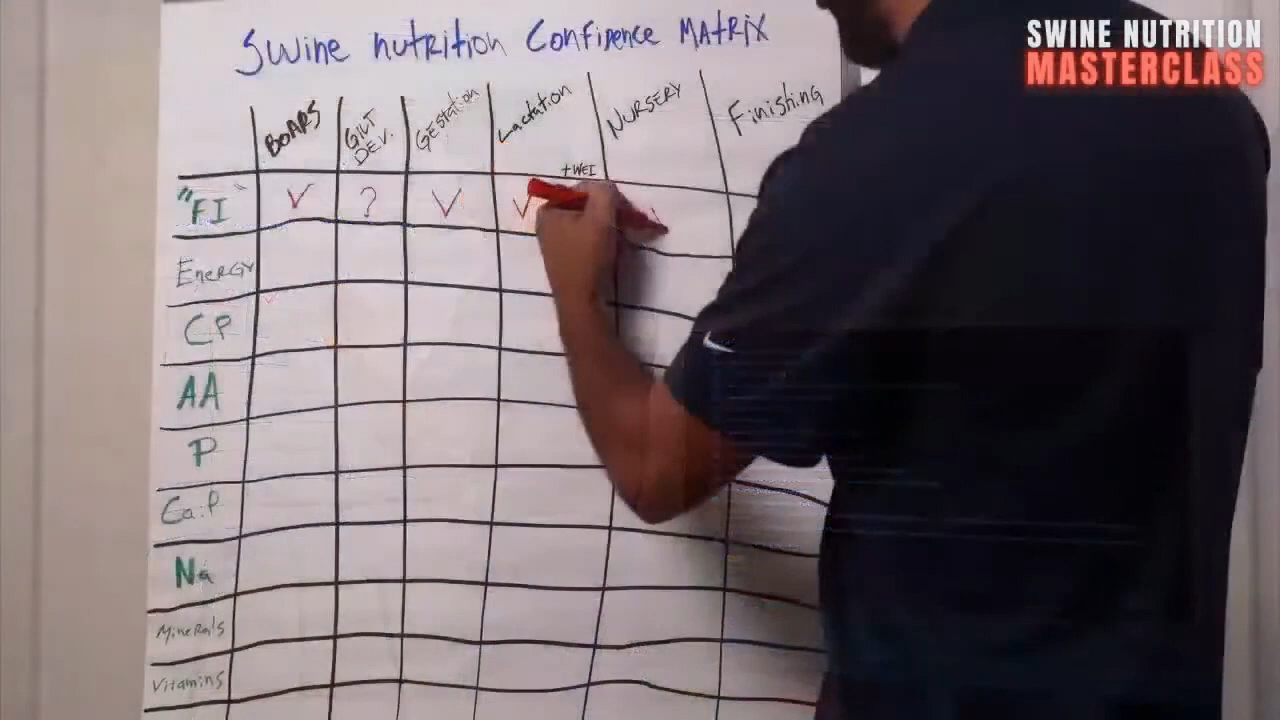 Swine nutrition Confidence MATRIX
SWINE NUTRITION
MASTERCLASS
BOARS
GILT
DEV.
Gestation
Lactation
+WEI
NURSERY
Finishing
"FI"
?
Energy
CP
AA
P
Ca:P
Na
Minerals
Vitamins